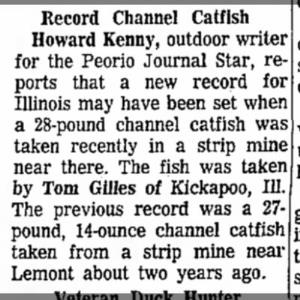 Record Channel Catfish
Howard Kenny, outdoor writer
for the Peorio Journal Star, re-
ports that a new record for
Illinois may have been set when
a 28-pound channel catfish was
taken recently in a strip mine
near there. The fish was taken
by Tom Gilles of Kickapoo, Ill.
The previous record was a 27-
pound, 14-ounce channel catfish
taken from a strip mine near
Lemont about two years ago.
Veteran Duck Hunter